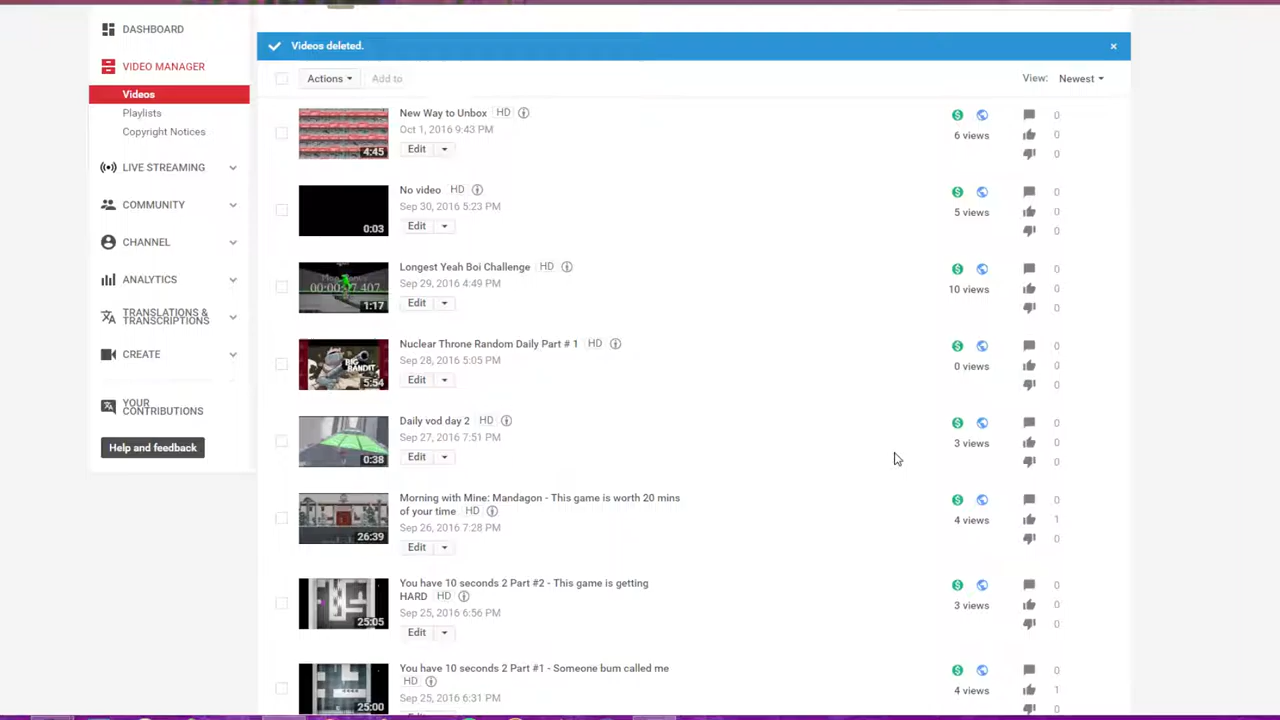 DASHBOARD
VIDEO MANAGER
Videos
Playlists
Copyright Notices
LIVE STREAMING
COMMUNITY
CHANNEL
ANALYTICS
TRANSLATIONS &
TRANSCRIPTIONS
CREATE
YOUR
CONTRIBUTIONS
Help and feedback
Videos deleted.
×
Actions
Add to
View: Newest
4:45
New Way to Unbox HD
Oct 1, 2016 9:43 PM
Edit
6 views
0
0
0
0:03
No video HD
Sep 30, 2016 5:23 PM
Edit
5 views
0
0
0
00:00:07.407
1:17
Longest Yeah Boi Challenge HD
Sep 29, 2016 4:49 PM
Edit
10 views
0
0
0
BIG
BANDIT
5:54
Nuclear Throne Random Daily Part # 1 HD
Sep 28, 2016 5:05 PM
Edit
0 views
0
0
0
0:38
Daily vod day 2 HD
Sep 27, 2016 7:51 PM
Edit
3 views
0
0
0
26:39
Morning with Mine: Mandagon - This game is worth 20 mins
of your time HD
Sep 26, 2016 7:28 PM
Edit
4 views
0
1
0
25:05
You have 10 seconds 2 Part #2 - This game is getting
HARD HD
Sep 25, 2016 6:56 PM
Edit
3 views
0
0
0
25:00
You have 10 seconds 2 Part #1 - Someone bum called me
HD
Sep 25, 2016 6:31 PM
4 views
0
1
0